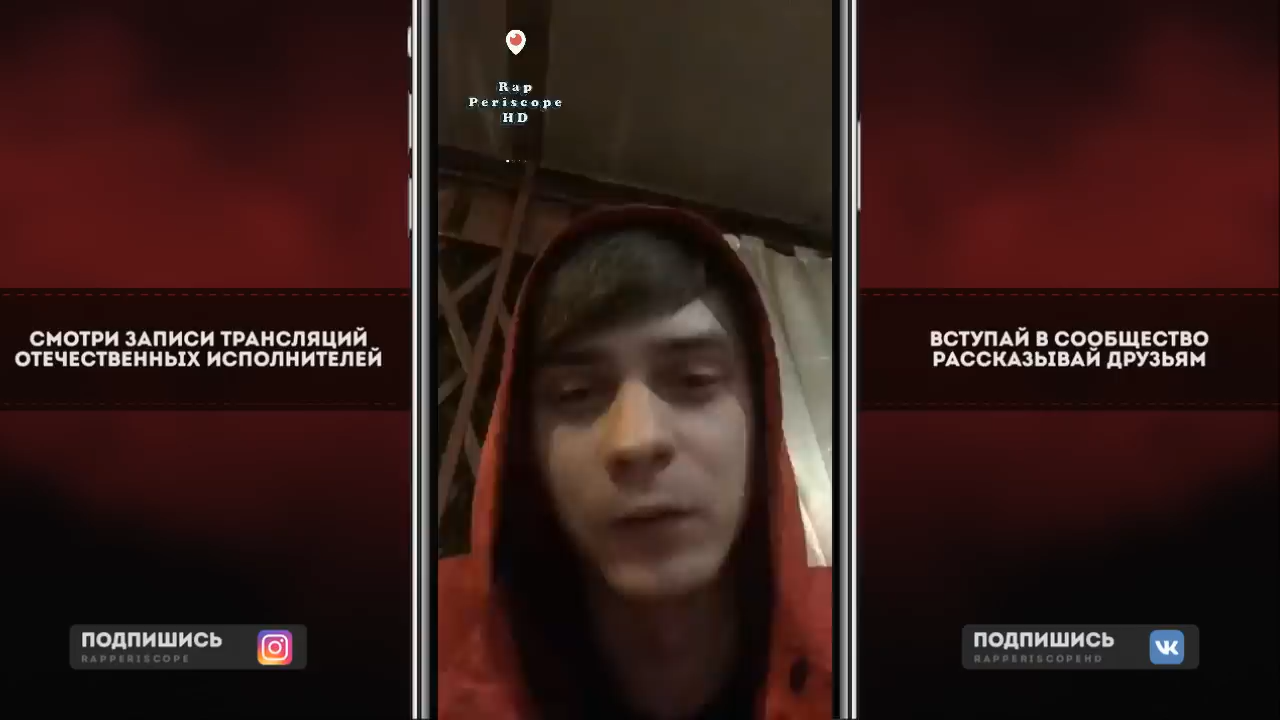 Rap
Periscope
HD
СМОТРИ ЗАПИСИ ТРАНСЛЯЦИЙ
ОТЕЧЕСТВЕННЫХ ИСПОЛНИТЕЛЕЙ
ВСТУПАЙ В СООБЩЕСТВО
РАССКАЗЫВАЙ ДРУЗЬЯМ
ПОДПИШИСЬ
RAPPERISCOPE
ПОДПИШИСЬ
RAPPERISCOPEHD